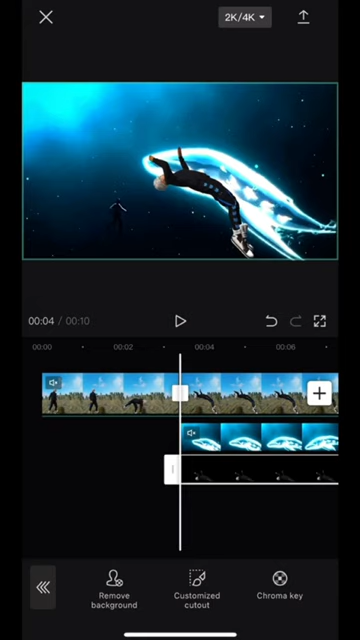 2K/4K
00:04 / 00:10
00:00 00:02 00:04 00:06
Remove
background
Customized
cutout
Chroma key